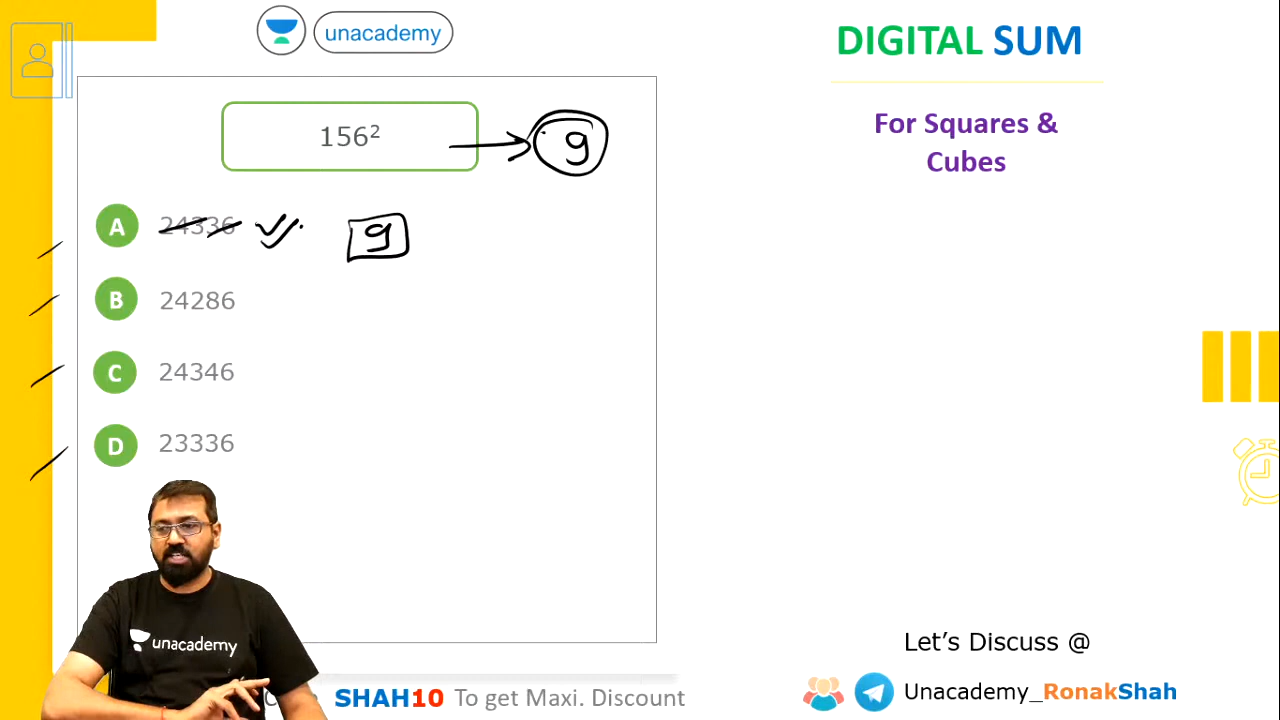 unacademy
DIGITAL SUM
For Squares &
Cubes
156² 9
A 24336 9
B 24286
C 24346
D 23336
unacademy
Let's Discuss @
SHAH10 To get Maxi. Discount
Unacademy_RonakShah